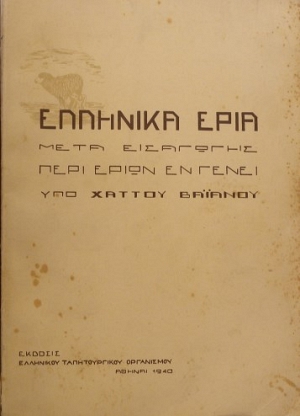 ΕΛΛΗΝΙΚΑ ΕΡΙΑ
ΜΕΤΑ ΕΙΣΑΓΩΓΗΣ
ΠΕΡΙ ΕΡΙΩΝ ΕΝ ΓΕΝΕΙ
ΥΠΟ ΧΑΤΤΟΥ ΒΑΪΑΝΟΥ
ΕΚΔΟΣΙΣ
ΕΛΛΗΝΙΚΟΥ ΤΑΠΗΤΟΥΡΓΙΚΟΥ ΟΡΓΑΝΙΣΜΟΥ
ΑΘΗΝΑΙ 1940